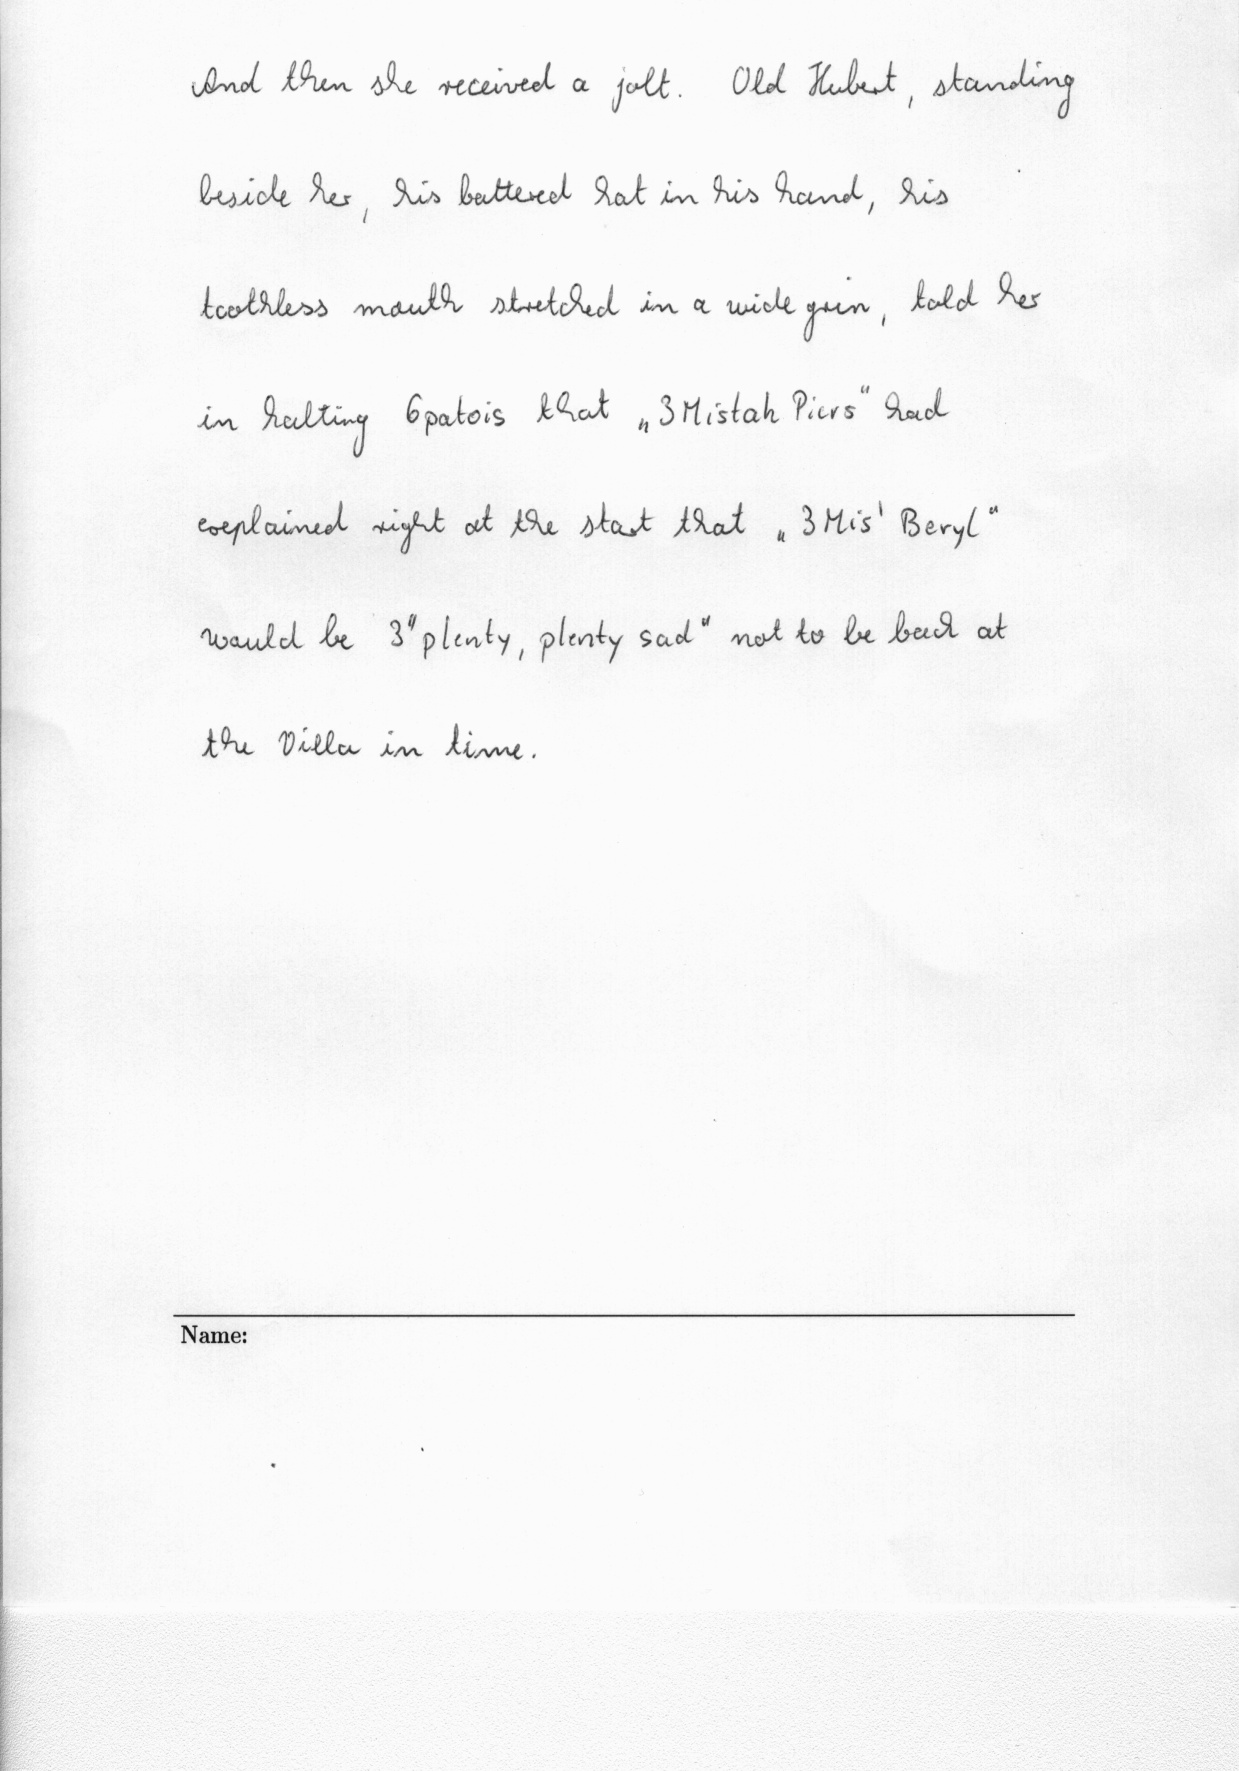 And then she received a jolt. Old Hubert, standing
beside her, his battered hat in his hand, his
toothless mouth stretched in a wide grin, told her
in halting 6patois that „3Mistah Piers“ had
explained right at the start that „3Mis' Beryl“
would be 3"plenty, plenty sad" not to be back at
the Villa in time.
Name: